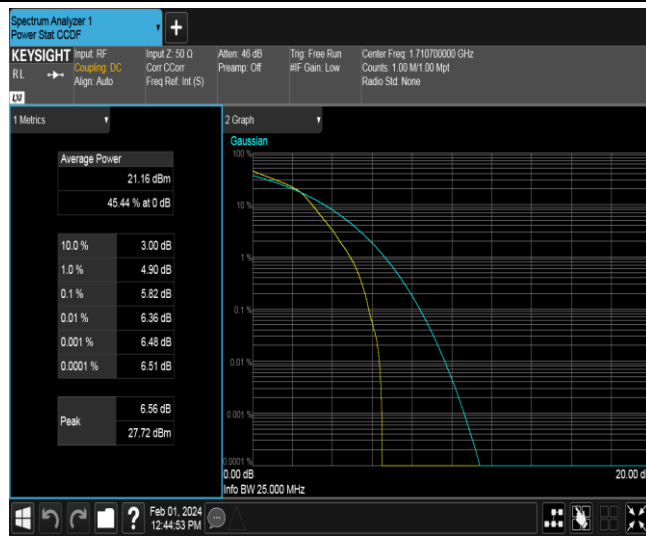 Spectrum Analyzer 1
Power Stat CCDF
+
KEYSIGHT
RL
LXI
Input: RF
Coupling: DC
Align: Auto
Input Z: 50 Ω
Corr CCorr
Freq Ref: Int (S)
Atten: 46 dB
Preamp: Off
Trig: Free Run
#IF Gain: Low
Center Freq: 1.710700000 GHz
Counts: 1.00 M/1.00 Mpt
Radio Std: None
1 Metrics
Average Power
21.16 dBm
45.44 % at 0 dB
10.0 % 3.00 dB
1.0 % 4.90 dB
0.1 % 5.82 dB
0.01 % 6.36 dB
0.001 % 6.48 dB
0.0001 % 6.51 dB
Peak
6.56 dB
27.72 dBm
2 Graph
Gaussian
100 %
10 %
1 %
0.1 %
0.01 %
0.001 %
0.0001 %
0.00 dB
20.00 d
Info BW 25.000 MHz
?
Feb 01, 2024
12:44:53 PM